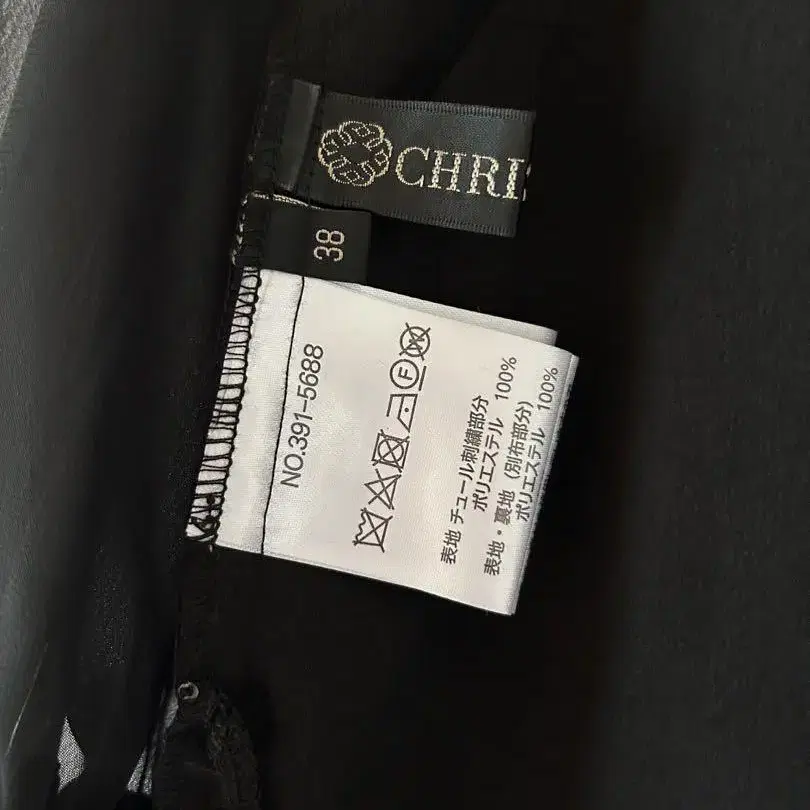 CHRI
38
NO.391-5688
F
W
表地 チュール刺繍部分
ポリエステル 100%
表地・裏地（別布部分）
ポリエステル 100%